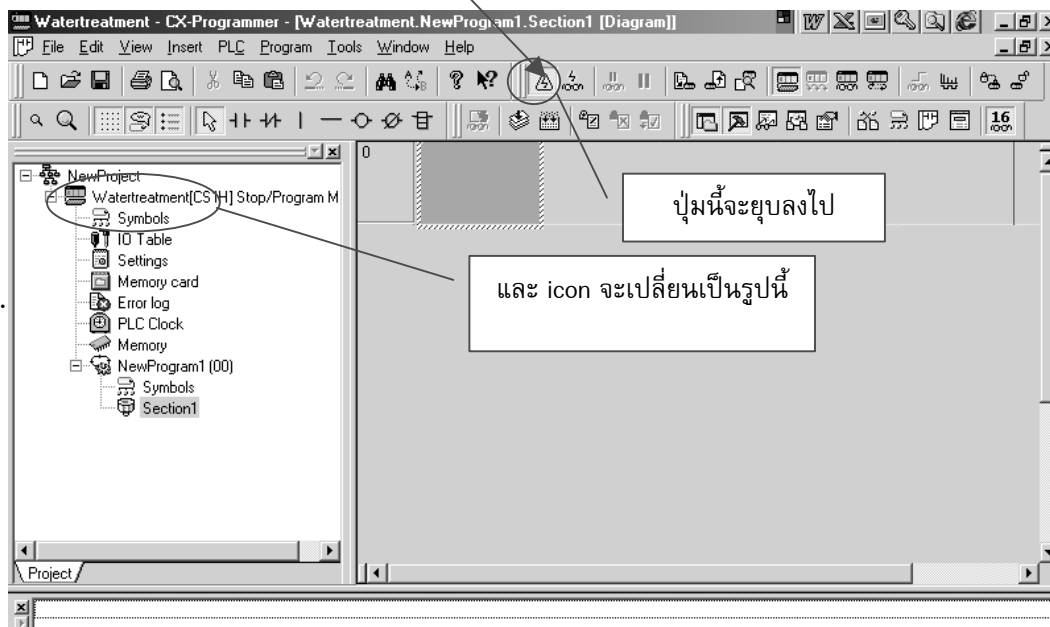 Watertreatment - CX-Programmer - [Watertreatment.NewProgram1.Section1 [Diagram]]
File Edit View Insert PLC Program Tools Window Help
16
0
NewProject
Watertreatment[CS1H] Stop/Program M
Symbols
IO Table
Settings
Memory card
Error log
PLC Clock
Memory
NewProgram1 (00)
Symbols
Section1
ปุ่มนี้จะยุบลงไป
และ icon จะเปลี่ยนเป็นรูปนี้
Project